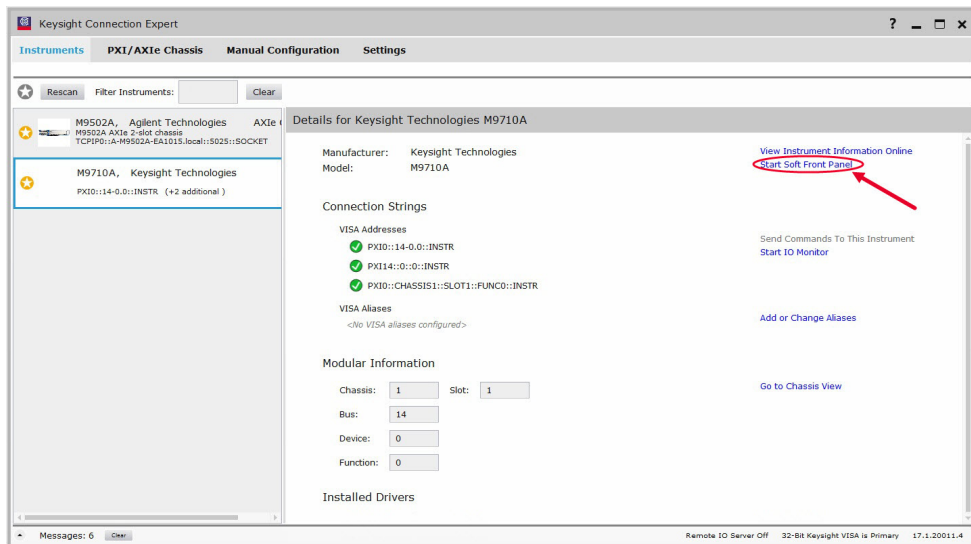 Keysight Connection Expert
Instruments PXI/AXIe Chassis Manual Configuration Settings
Rescan Filter Instruments: Clear
M9502A, Agilent Technologies AXIe
M9502A AXIe 2-slot chassis
TCPIP0::A-M9502A-EA1015.local::5025::SOCKET
M9710A, Keysight Technologies
PXI0::14-0.0::INSTR (+2 additional )
Details for Keysight Technologies M9710A
Manufacturer: Keysight Technologies
Model: M9710A
View Instrument Information Online
Start Soft Front Panel
Connection Strings
VISA Addresses
PXI0::14-0.0::INSTR
PXI14::0::0::INSTR
PXI0::CHASSIS1::SLOT1::FUNC0::INSTR
Send Commands To This Instrument
Start IO Monitor
VISA Aliases
<No VISA aliases configured>
Add or Change Aliases
Modular Information
Chassis: 1 Slot: 1
Bus: 14
Device: 0
Function: 0
Go to Chassis View
Installed Drivers
Messages: 6 Clear
Remote IO Server Off 32-Bit Keysight VISA is Primary 17.1.20011.4